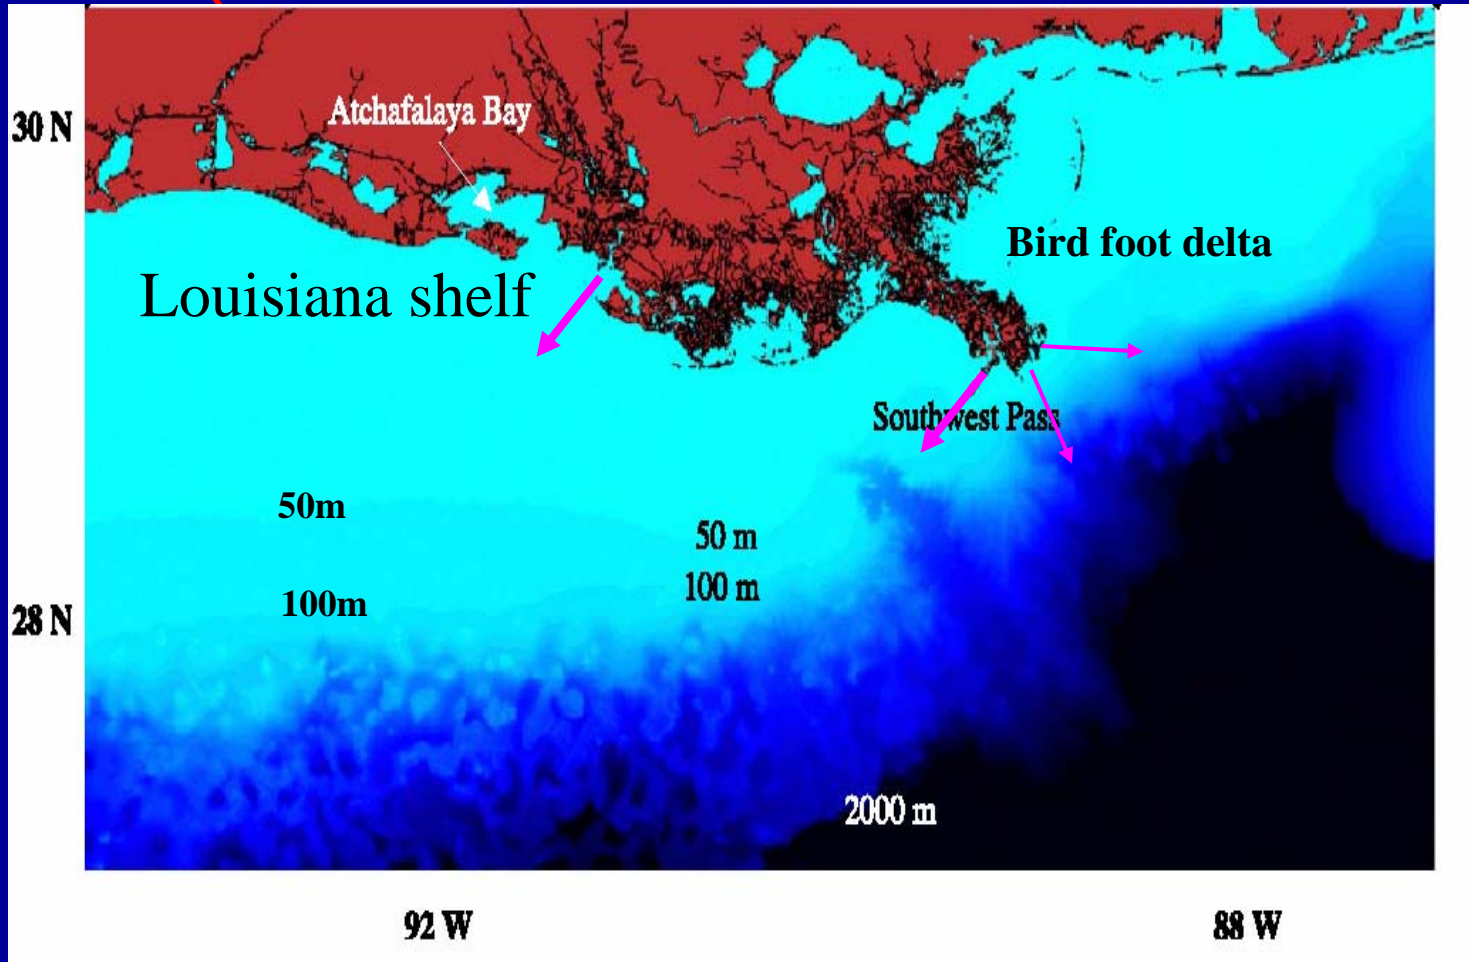 Atchafalaya Bay
30 N
Bird foot delta
Louisiana shelf
Southwest Pass
50m
50 m
100 m
100m
28 N
2000 m
92 W
88 W